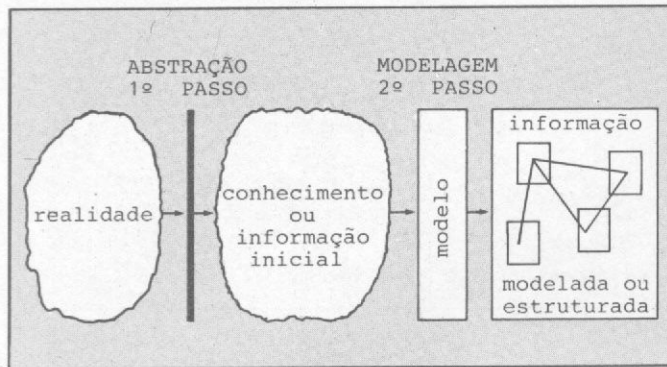 ABSTRAÇÃO
1º PASSO
MODELAGEM
2º PASSO
realidade
conhecimento
ou
informação
inicial
modelo
informação
modelada ou
estruturada